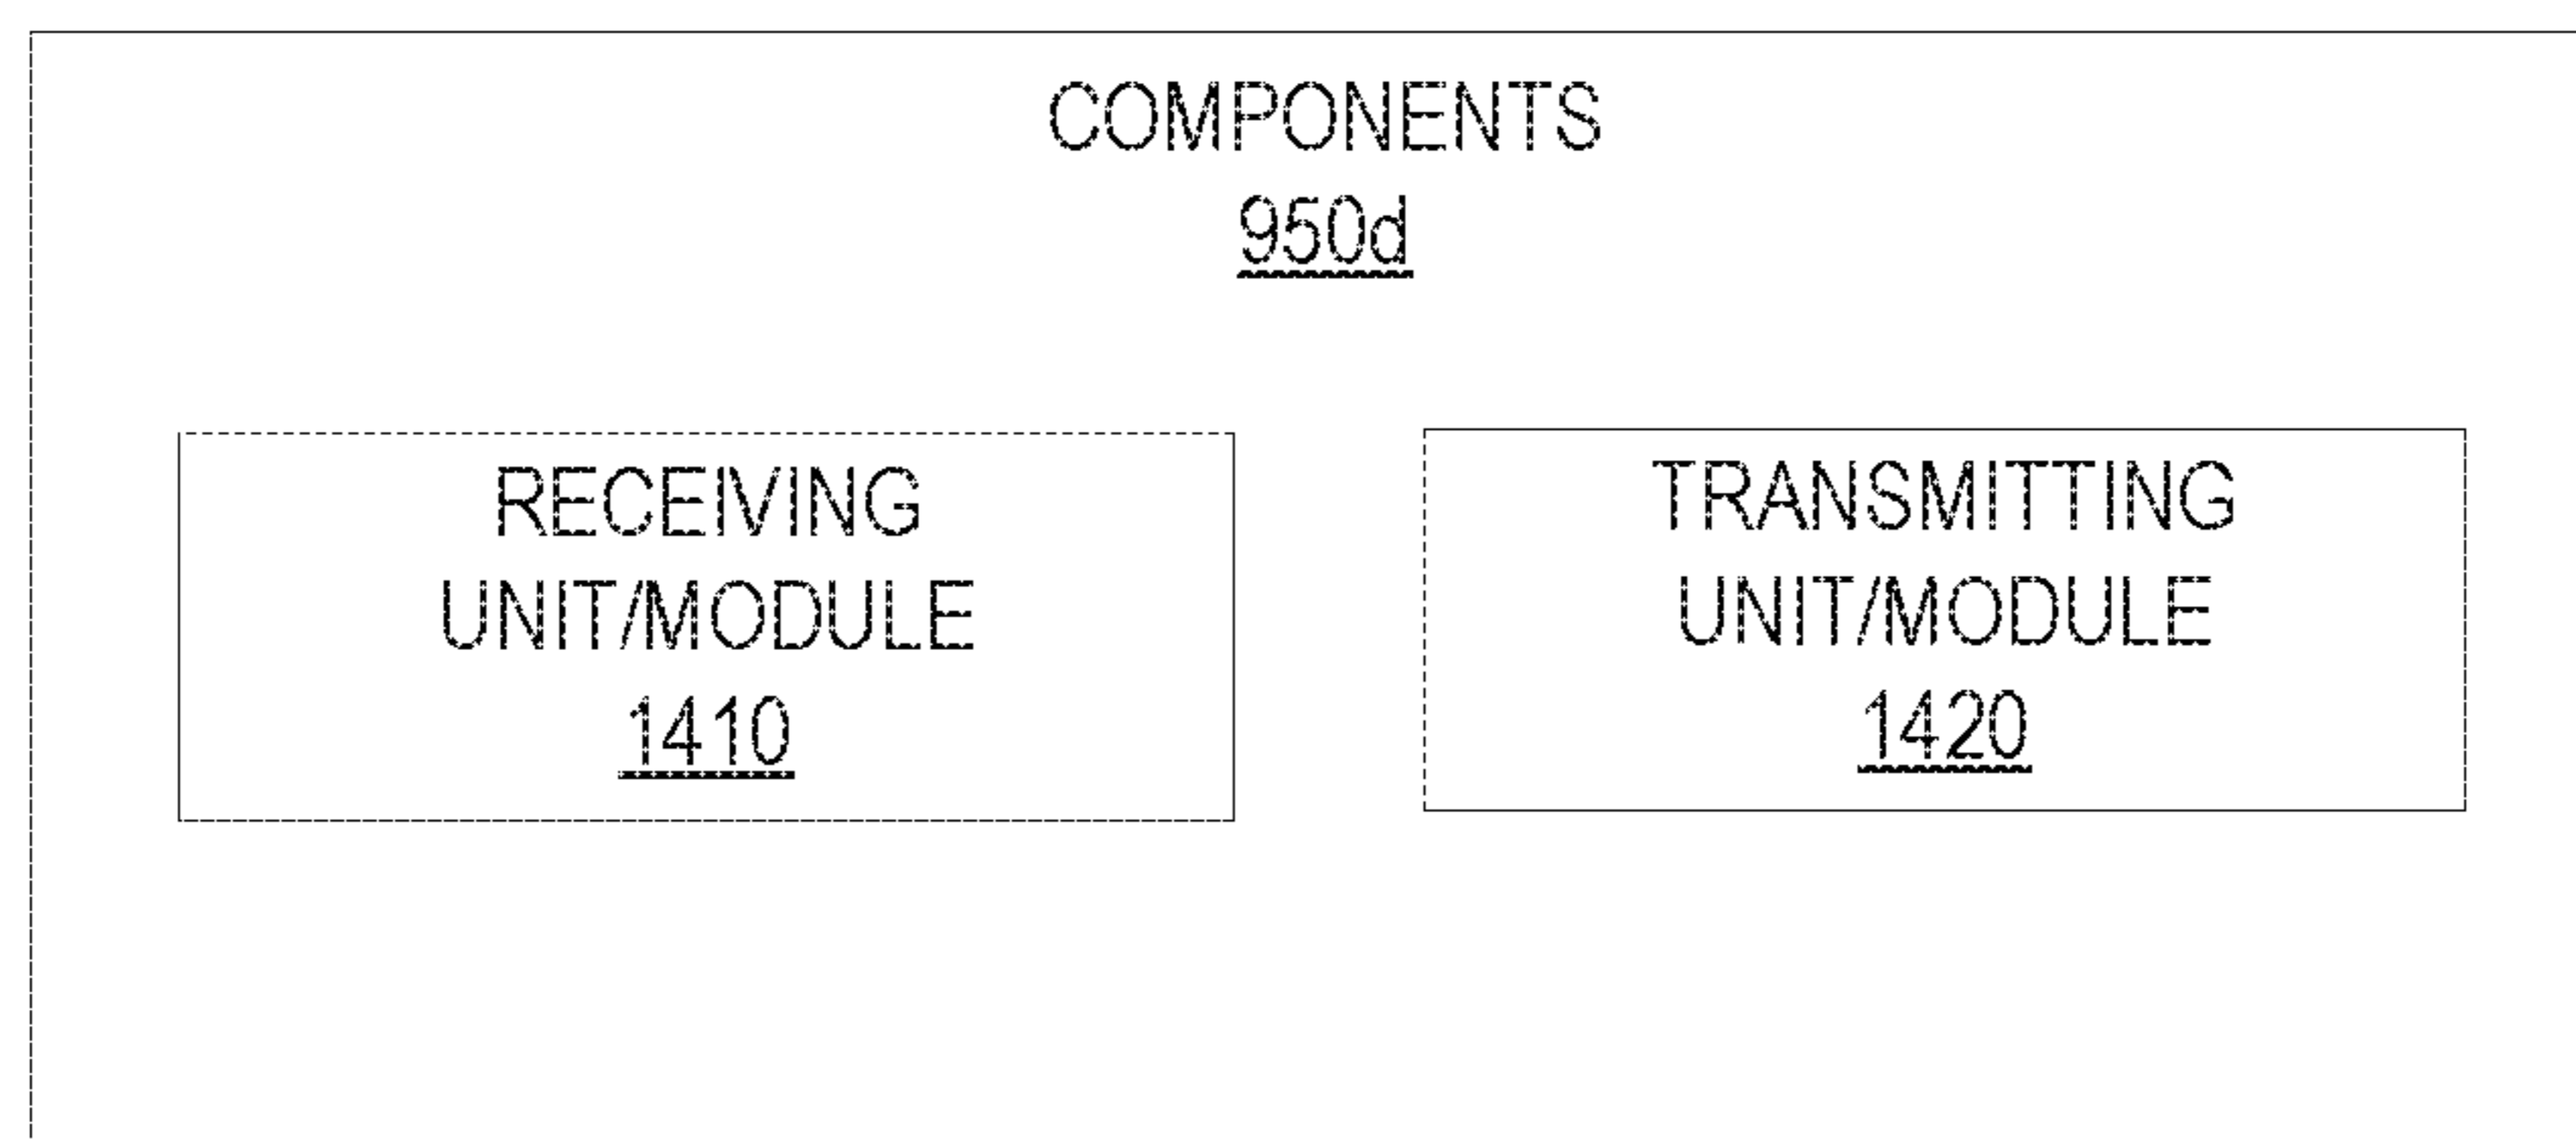 COMPONENTS
950d
RECEIVING
UNIT/MODULE
1410
TRANSMITTING
UNIT/MODULE
1420